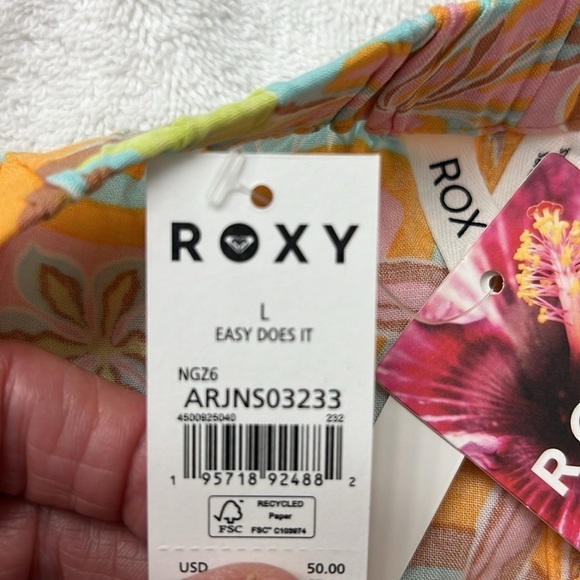 ROXY
L
EASY DOES IT
NGZ6
ARJNS03233
4500825040 232
1 95718 92488 2
FSC
RECYCLED
Paper
FSC® C103974
USD 50.00
ROX
RO